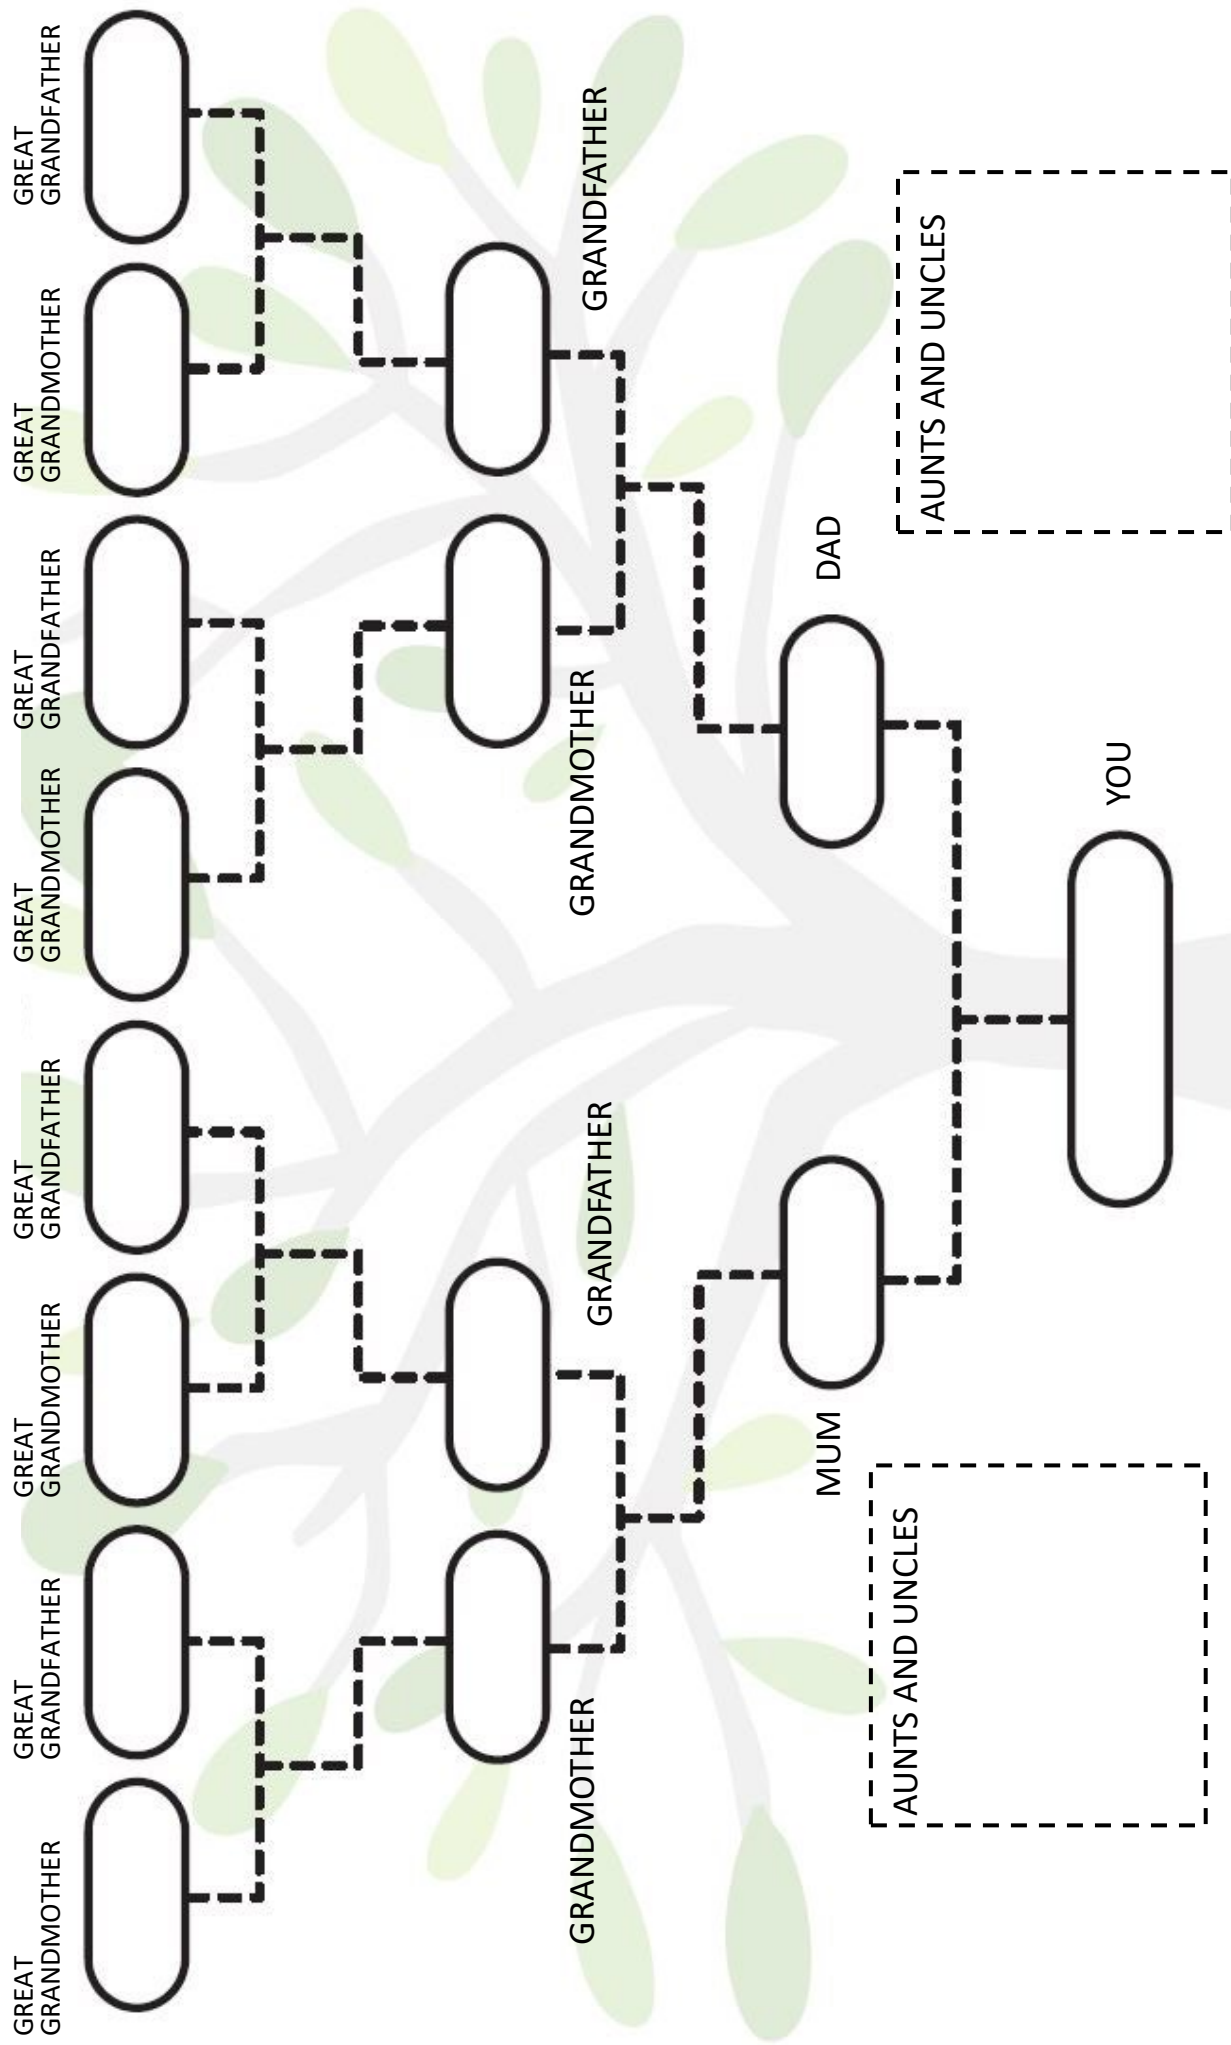 GREAT
GRANDMOTHER
GREAT
GRANDFATHER
GREAT
GRANDMOTHER
GREAT
GRANDFATHER
GREAT
GRANDMOTHER
GREAT
GRANDFATHER
GREAT
GRANDMOTHER
GREAT
GRANDFATHER
GRANDMOTHER
GRANDFATHER
GRANDMOTHER
GRANDFATHER
MUM
DAD
AUNTS AND UNCLES
AUNTS AND UNCLES
YOU